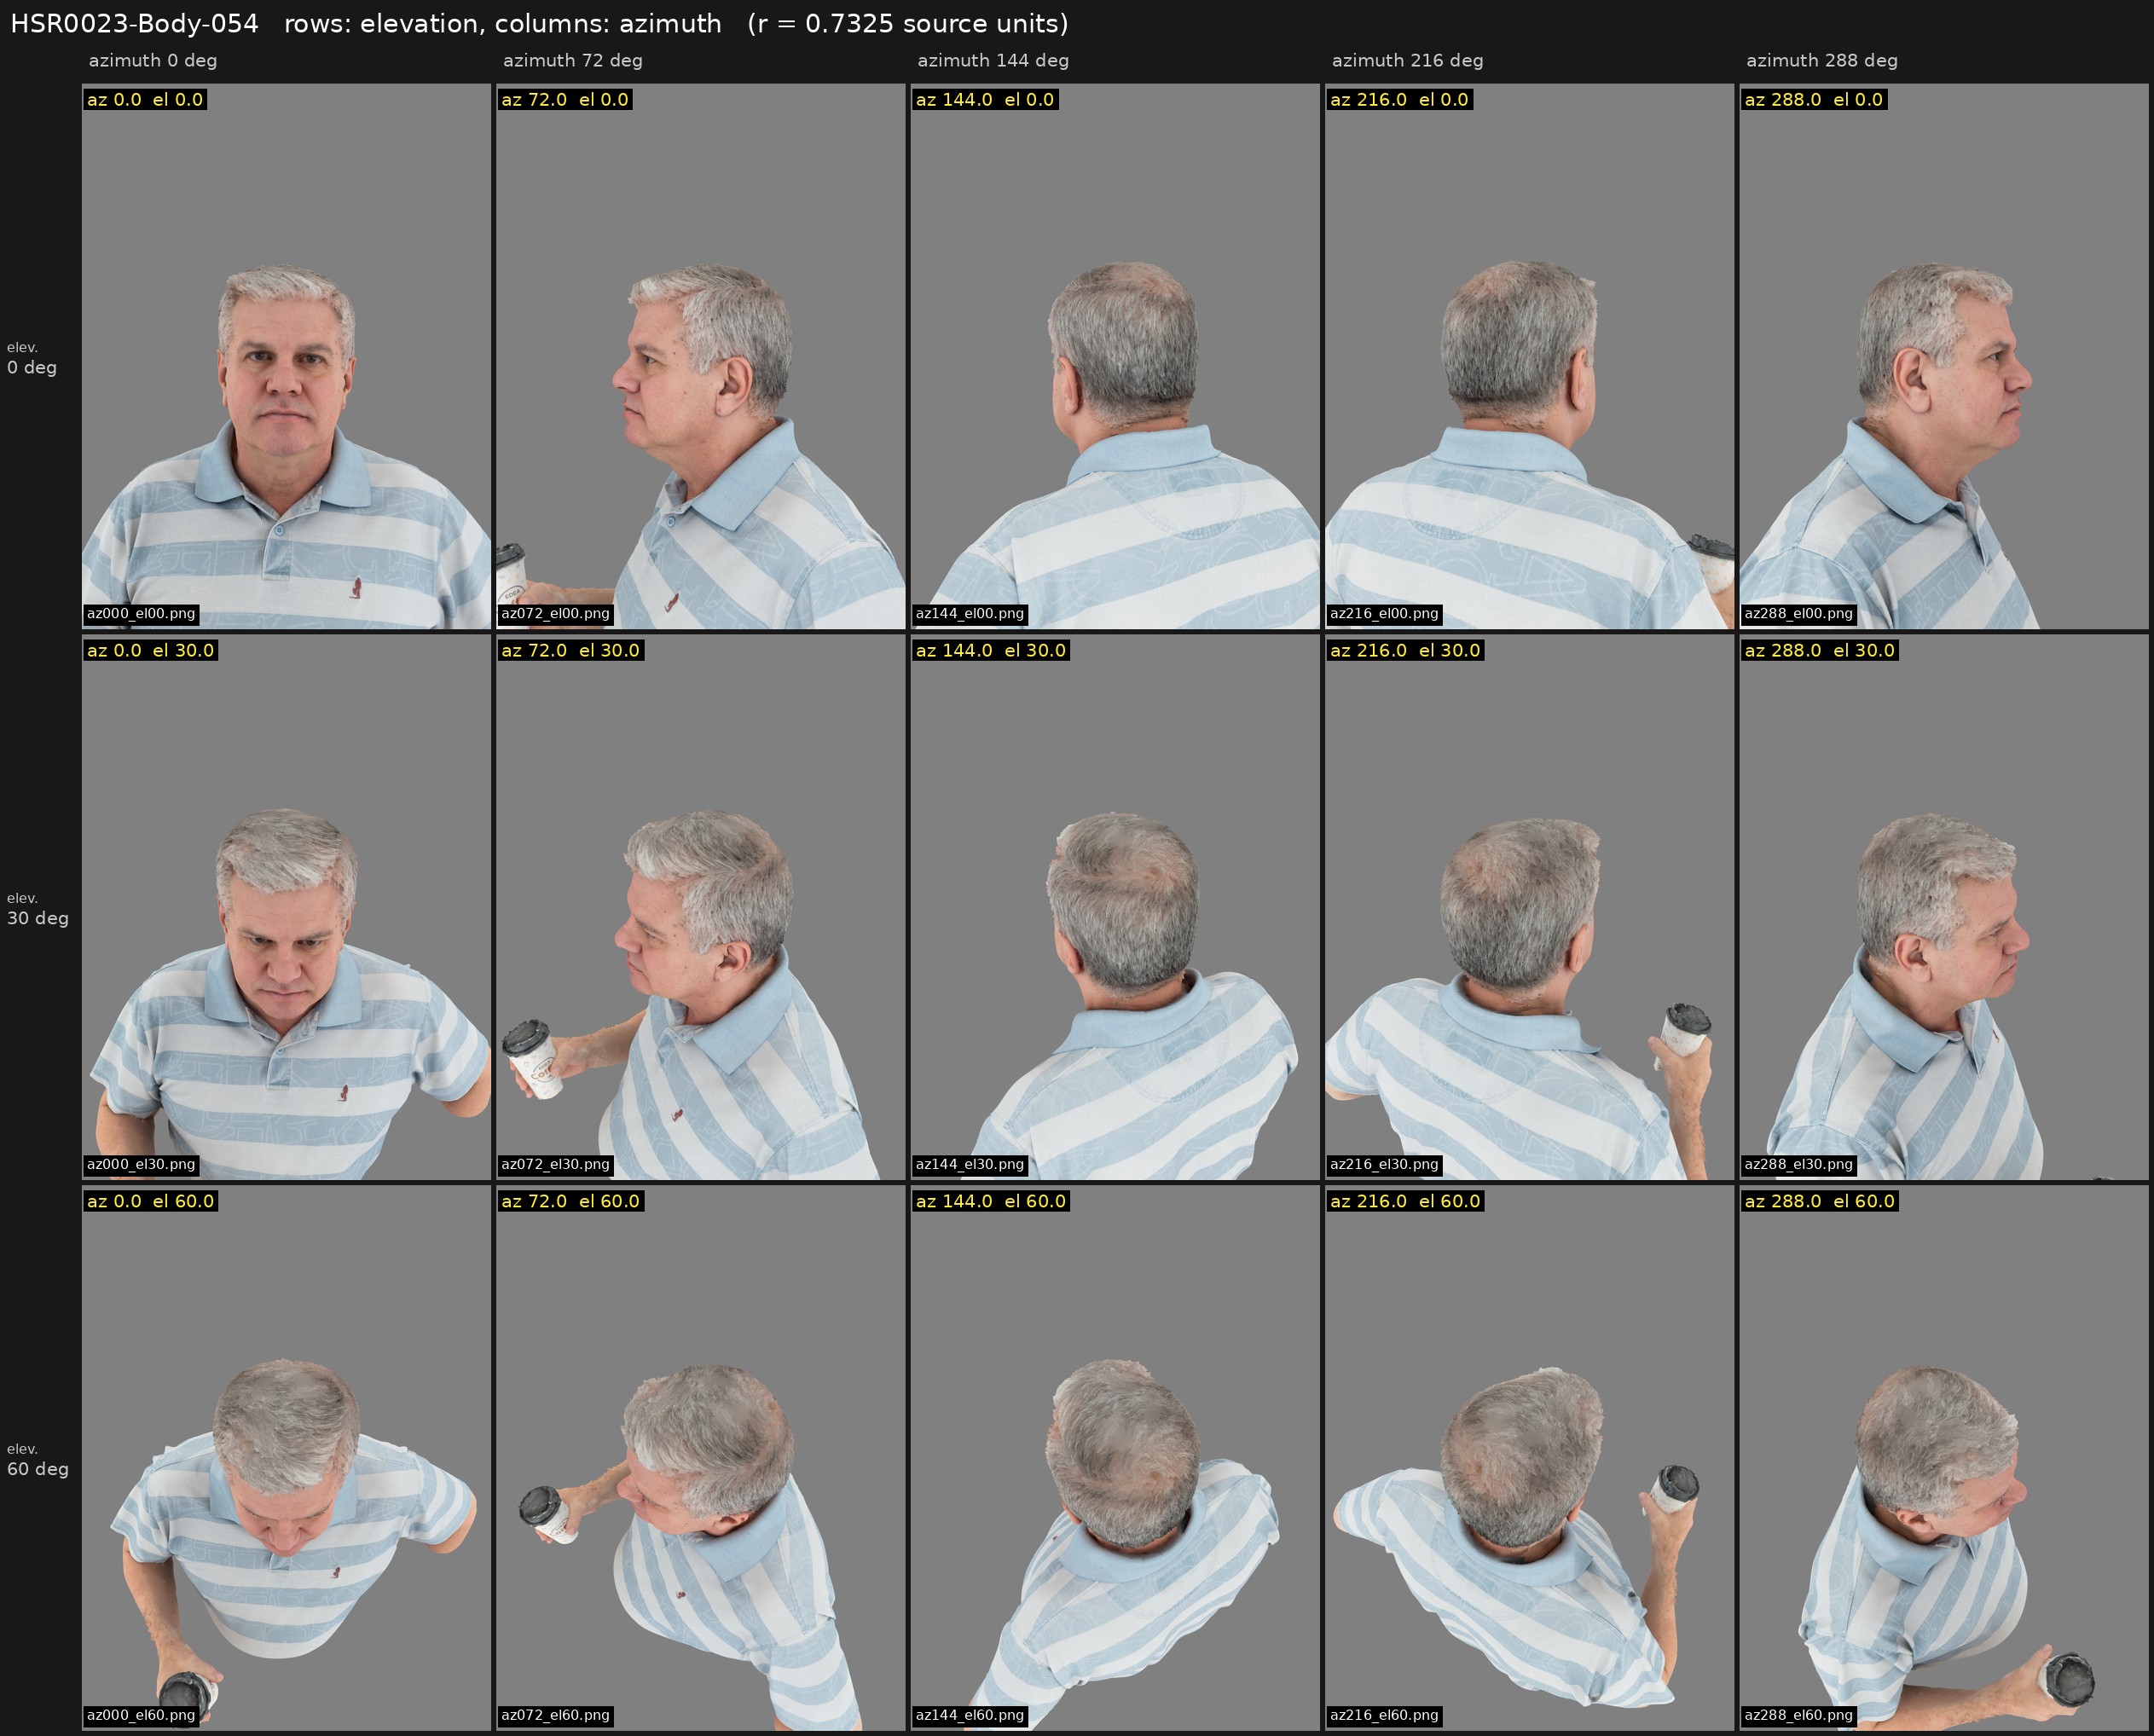 HSR0023-Body-054   rows: elevation, columns: azimuth   (r = 0.7325 source units)
azimuth 0 deg
azimuth 72 deg
azimuth 144 deg
azimuth 216 deg
azimuth 288 deg
az 0.0  el 0.0
az 72.0  el 0.0
az 144.0  el 0.0
az 216.0  el 0.0
az 288.0  el 0.0
elev.
0 deg
az000_el00.png
az072_el00.png
az144_el00.png
az216_el00.png
az288_el00.png
az 0.0  el 30.0
az 72.0  el 30.0
az 144.0  el 30.0
az 216.0  el 30.0
az 288.0  el 30.0
elev.
30 deg
az000_el30.png
az072_el30.png
az144_el30.png
az216_el30.png
az288_el30.png
az 0.0  el 60.0
az 72.0  el 60.0
az 144.0  el 60.0
az 216.0  el 60.0
az 288.0  el 60.0
elev.
60 deg
az000_el60.png
az072_el60.png
az144_el60.png
az216_el60.png
az288_el60.png